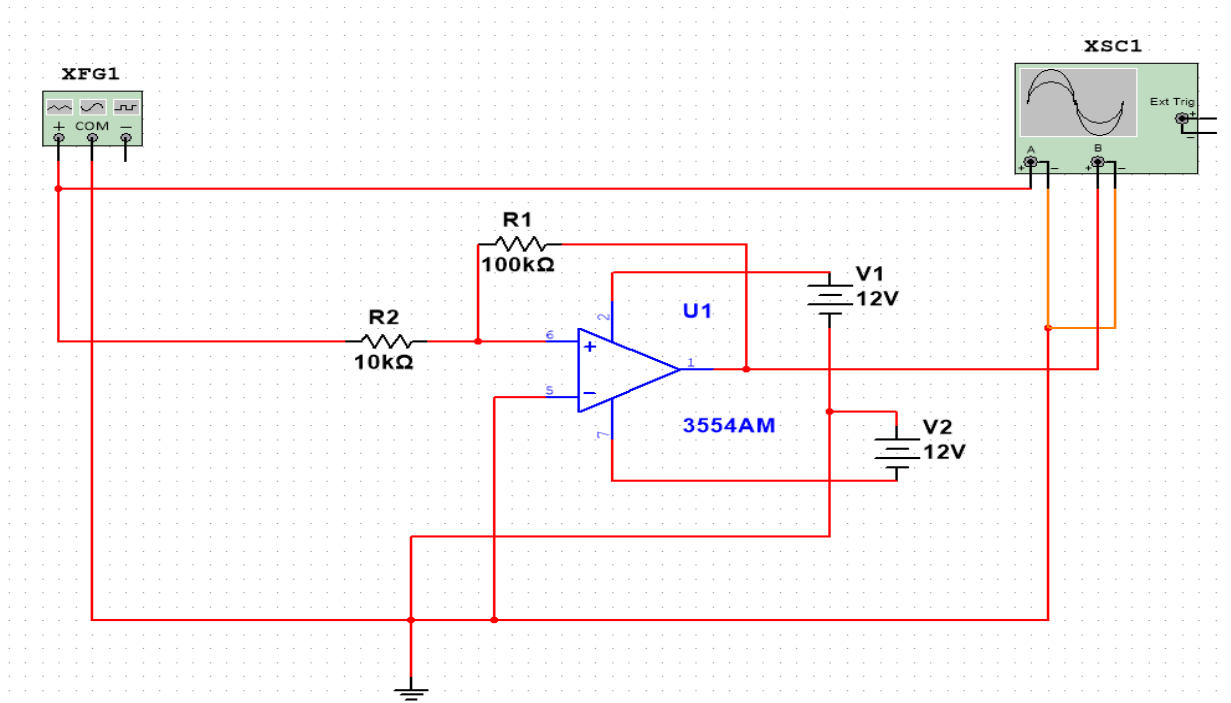 XFG1
+ COM −
XSC1
Ext Trig
+
−
A
B
+ − + −
R1
100kΩ
V1
12V
U1
2
R2
10kΩ
6
+
1
5
−
3554AM
7
V2
12V